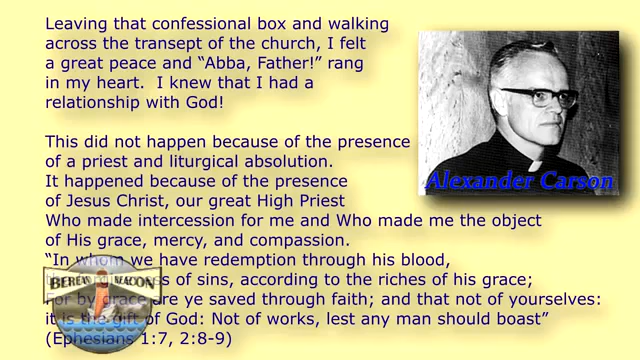 Leaving that confessional box and walking
across the transept of the church, I felt
a great peace and “Abba, Father!” rang
in my heart.  I knew that I had a
relationship with God!
This did not happen because of the presence
of a priest and liturgical absolution.
It happened because of the presence
of Jesus Christ, our great High Priest
Who made intercession for me and Who made me the object
of His grace, mercy, and compassion.
“In whom we have redemption through his blood,
of sins, according to the riches of his grace;
For by grace are ye saved through faith; and that not of yourselves:
it is the gift of God: Not of works, lest any man should boast”
(Ephesians 1:7, 2:8-9)
Alexander Carson
BEREAN BEACON